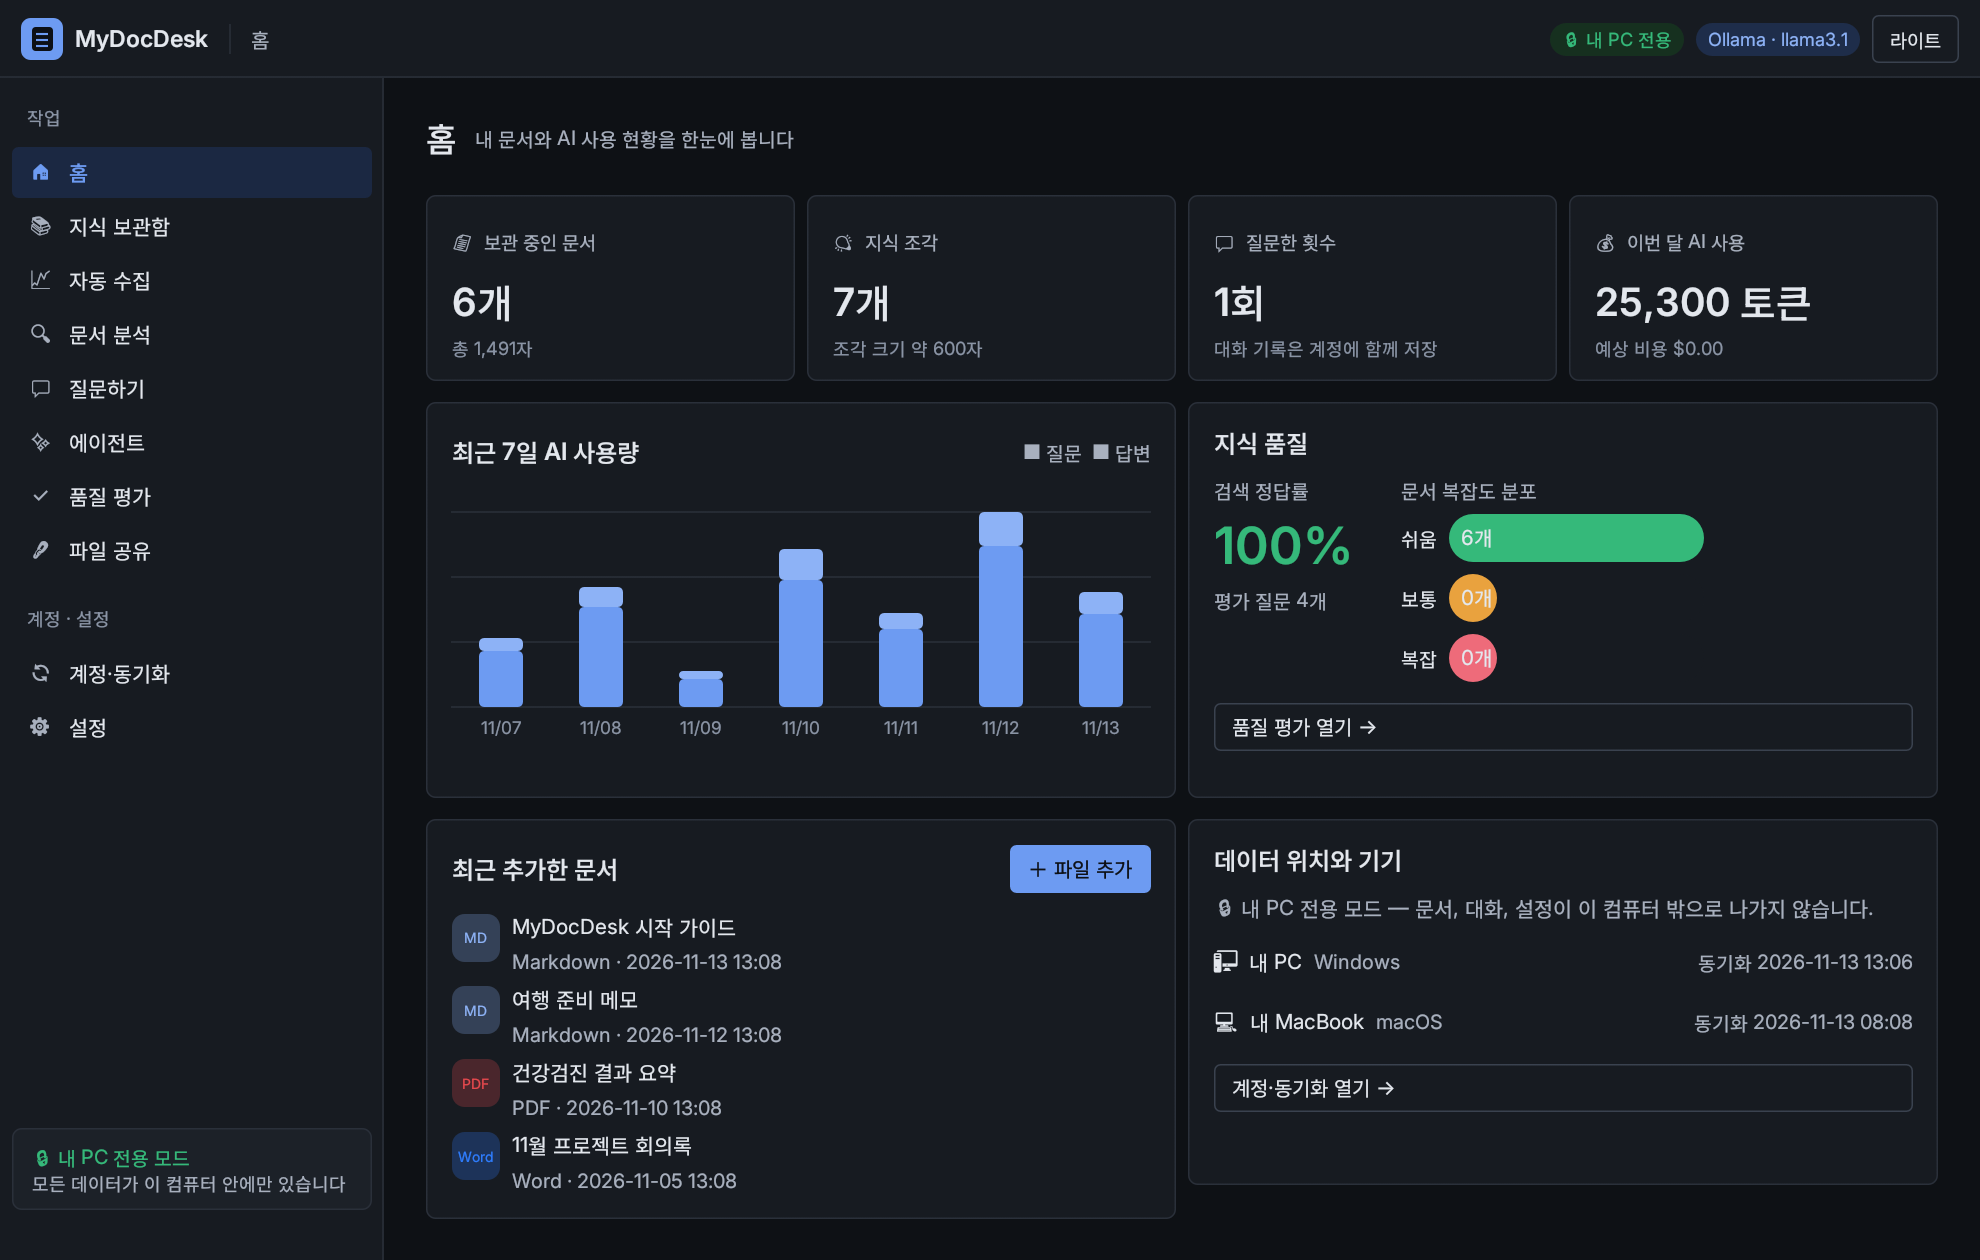 MyDocDesk
홈
내 PC 전용
Ollama · llama3.1
라이트
작업
홈
지식 보관함
자동 수집
문서 분석
질문하기
에이전트
품질 평가
파일 공유
계정 · 설정
계정·동기화
설정
내 PC 전용 모드
모든 데이터가 이 컴퓨터 안에만 있습니다
홈 내 문서와 AI 사용 현황을 한눈에 봅니다
보관 중인 문서
6개
총 1,491자
지식 조각
7개
조각 크기 약 600자
질문한 횟수
1회
대화 기록은 계정에 함께 저장
이번 달 AI 사용
25,300 토큰
예상 비용 $0.00
최근 7일 AI 사용량
질문 답변
11/07 11/08 11/09 11/10 11/11 11/12 11/13
지식 품질
검색 정답률
100%
평가 질문 4개
문서 복잡도 분포
쉬움 6개
보통 0개
복잡 0개
품질 평가 열기 →
최근 추가한 문서
+ 파일 추가
MD
MyDocDesk 시작 가이드
Markdown · 2026-11-13 13:08
MD
여행 준비 메모
Markdown · 2026-11-12 13:08
PDF
건강검진 결과 요약
PDF · 2026-11-10 13:08
Word
11월 프로젝트 회의록
Word · 2026-11-05 13:08
데이터 위치와 기기
내 PC 전용 모드 — 문서, 대화, 설정이 이 컴퓨터 밖으로 나가지 않습니다.
내 PC Windows 동기화 2026-11-13 13:06
내 MacBook macOS 동기화 2026-11-13 08:08
계정·동기화 열기 →